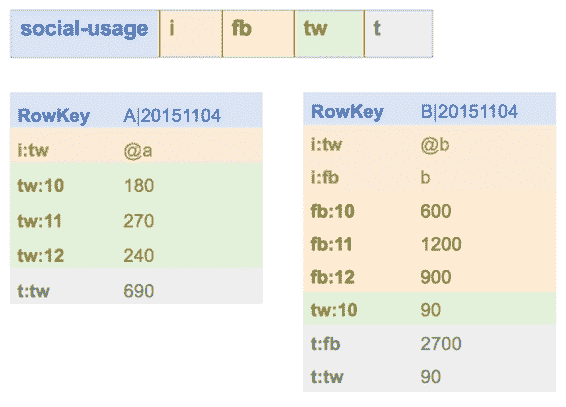 social-usage i fb tw t
RowKey A|20151104
i:tw @a
tw:10 180
tw:11 270
tw:12 240
t:tw 690
RowKey B|20151104
i:tw @b
i:fb b
fb:10 600
fb:11 1200
fb:12 900
tw:10 90
t:fb 2700
t:tw 90